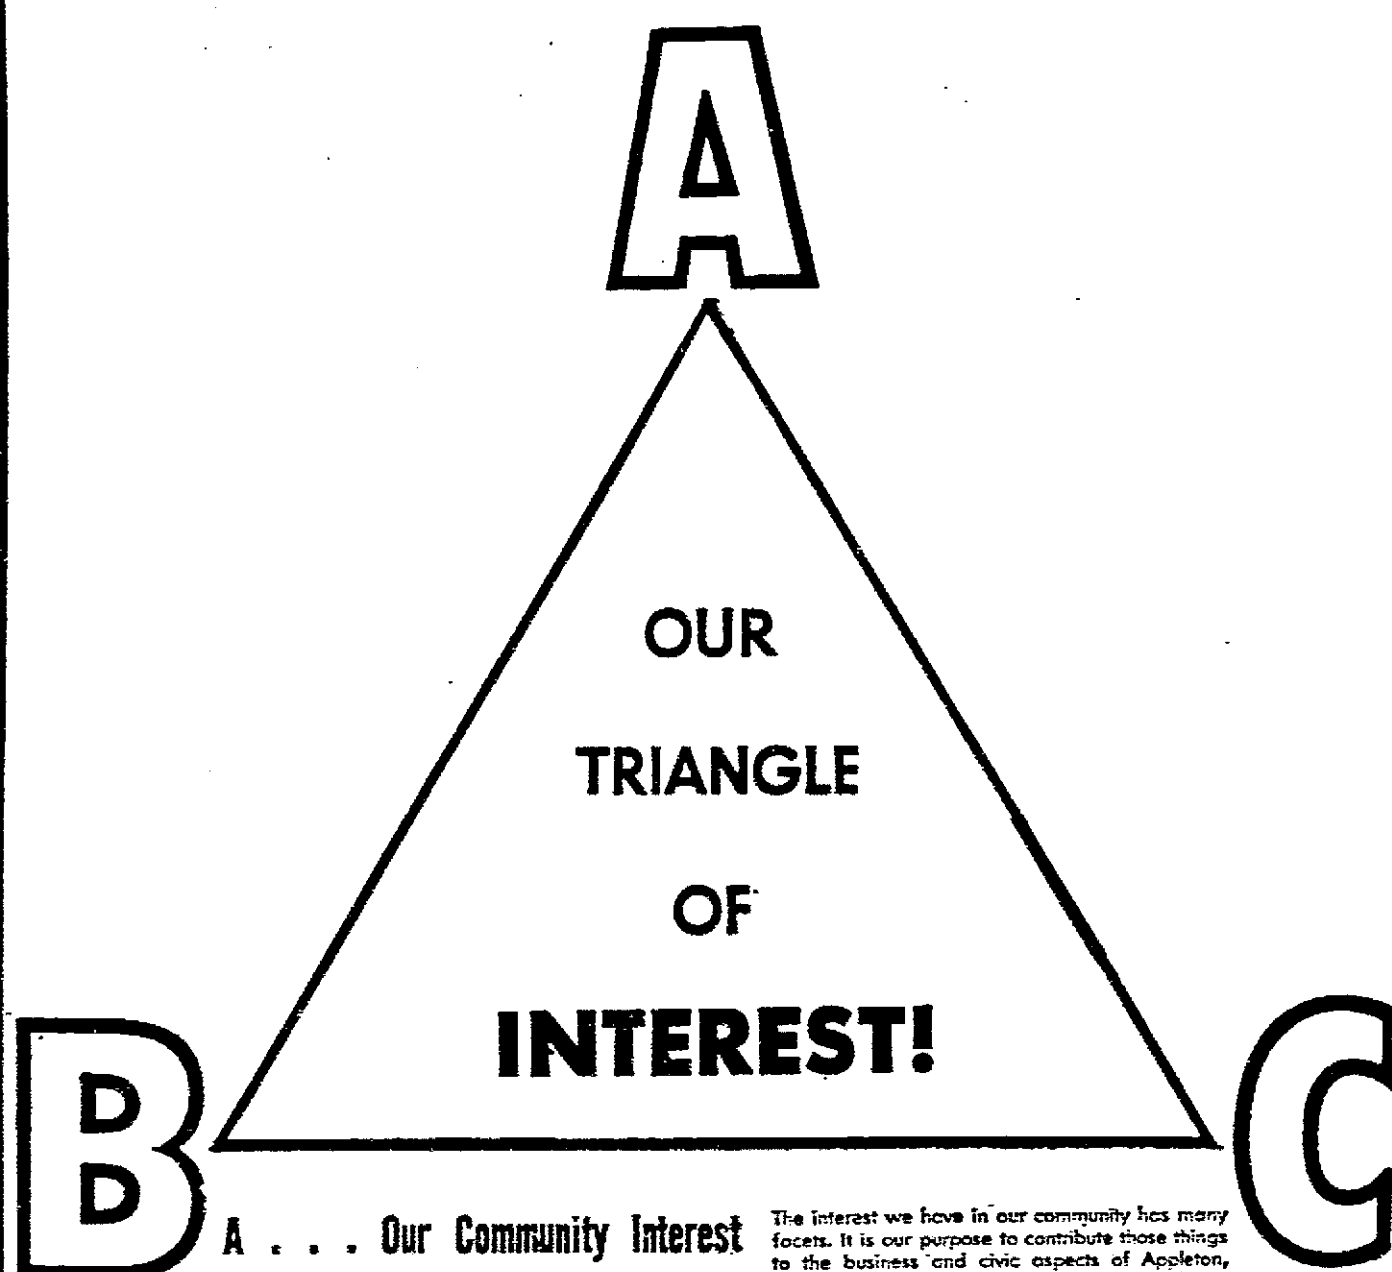 A
OUR
TRIANGLE
OF
INTEREST!
B
C
A . . . Our Community Interest
The interest we have in our community has many
facets. It is our purpose to contribute those things
to the business and civic aspects of Appleton,